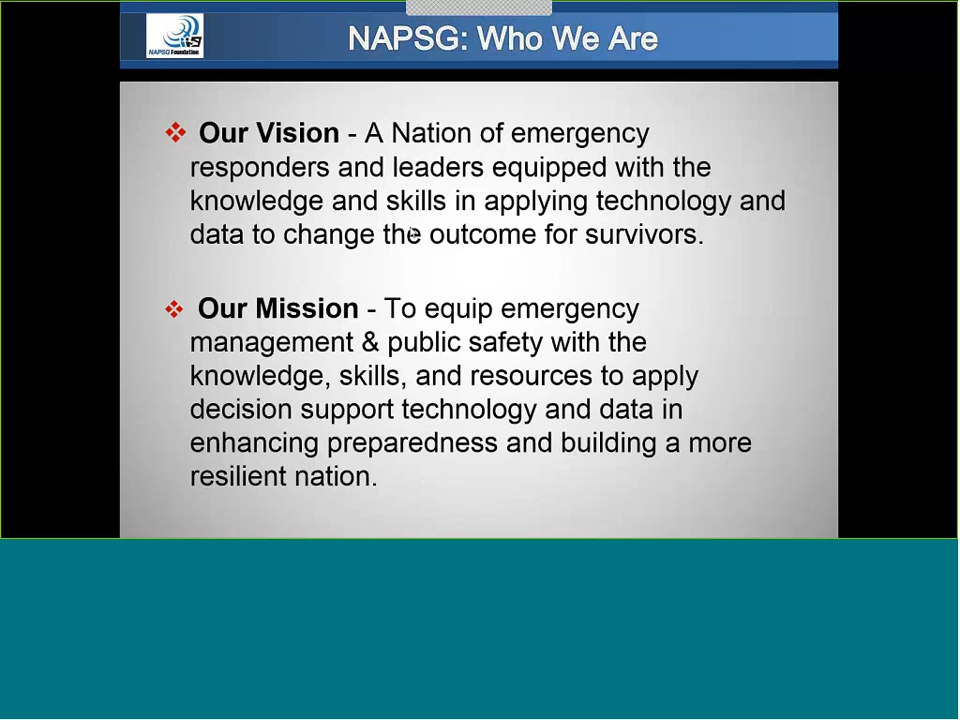 NAPSG: Who We Are
NAPSG Foundation
Our Vision - A Nation of emergency
responders and leaders equipped with the
knowledge and skills in applying technology and
data to change the outcome for survivors.
Our Mission - To equip emergency
management & public safety with the
knowledge, skills, and resources to apply
decision support technology and data in
enhancing preparedness and building a more
resilient nation.